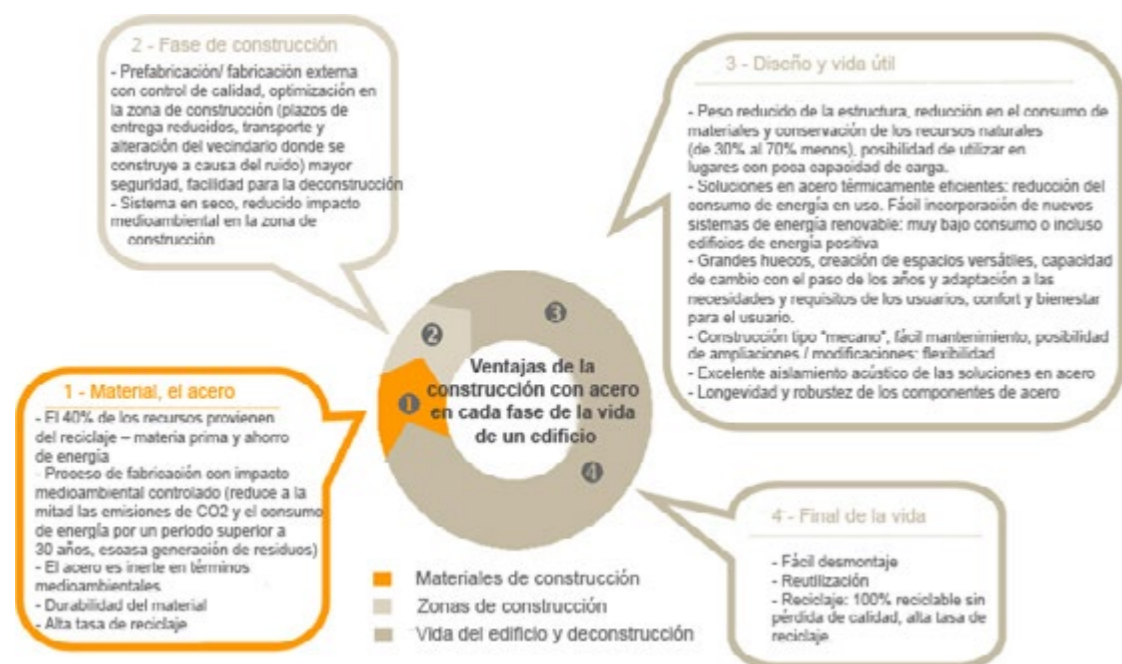 2 - Fase de construcción
- Prefabricación/ fabricación externa
con control de calidad, optimización en
la zona de construcción (plazos de
entrega reducidos, transporte y
alteración del vecindario donde se
construye a causa del ruido) mayor
seguridad, facilidad para la deconstrucción
- Sistema en seco, reducido impacto
medioambiental en la zona de
construcción
3 - Diseño y vida útil
- Peso reducido de la estructura, reducción en el consumo de
materiales y conservación de los recursos naturales
(de 30% al 70% menos), posibilidad de utilizar en
lugares con poca capacidad de carga.
- Soluciones en acero térmicamente eficientes: reducción del
consumo de energía en uso. Fácil incorporación de nuevos
sistemas de energía renovable: muy bajo consumo o incluso
edificios de energía positiva
- Grandes huecos, creación de espacios versátiles, capacidad
de cambio con el paso de los años y adaptación a las
necesidades y requisitos de los usuarios, confort y bienestar
para el usuario.
- Construcción tipo "mecano", fácil mantenimiento, posibilidad
de ampliaciones / modificaciones: flexibilidad
- Excelente aislamiento acústico de las soluciones en acero
- Longevidad y robustez de los componentes de acero
1 - Material, el acero
- El 40% de los recursos provienen
del reciclaje – materia prima y ahorro
de energía
- Proceso de fabricación con impacto
medioambiental controlado (reduce a la
mitad las emisiones de CO2 y el consumo
de energía por un periodo superior a
30 años, escasa generación de residuos)
- El acero es inerte en términos
medioambientales
- Durabilidad del material
- Alta tasa de reciclaje
3
2
1
4
Ventajas de la
construcción con acero
en cada fase de la vida
de un edificio
4 - Final de la vida
- Fácil desmontaje
- Reutilización
- Reciclaje: 100% reciclable sin
pérdida de calidad, alta tasa de
reciclaje
Materiales de construcción
Zonas de construcción
Vida del edificio y deconstrucción